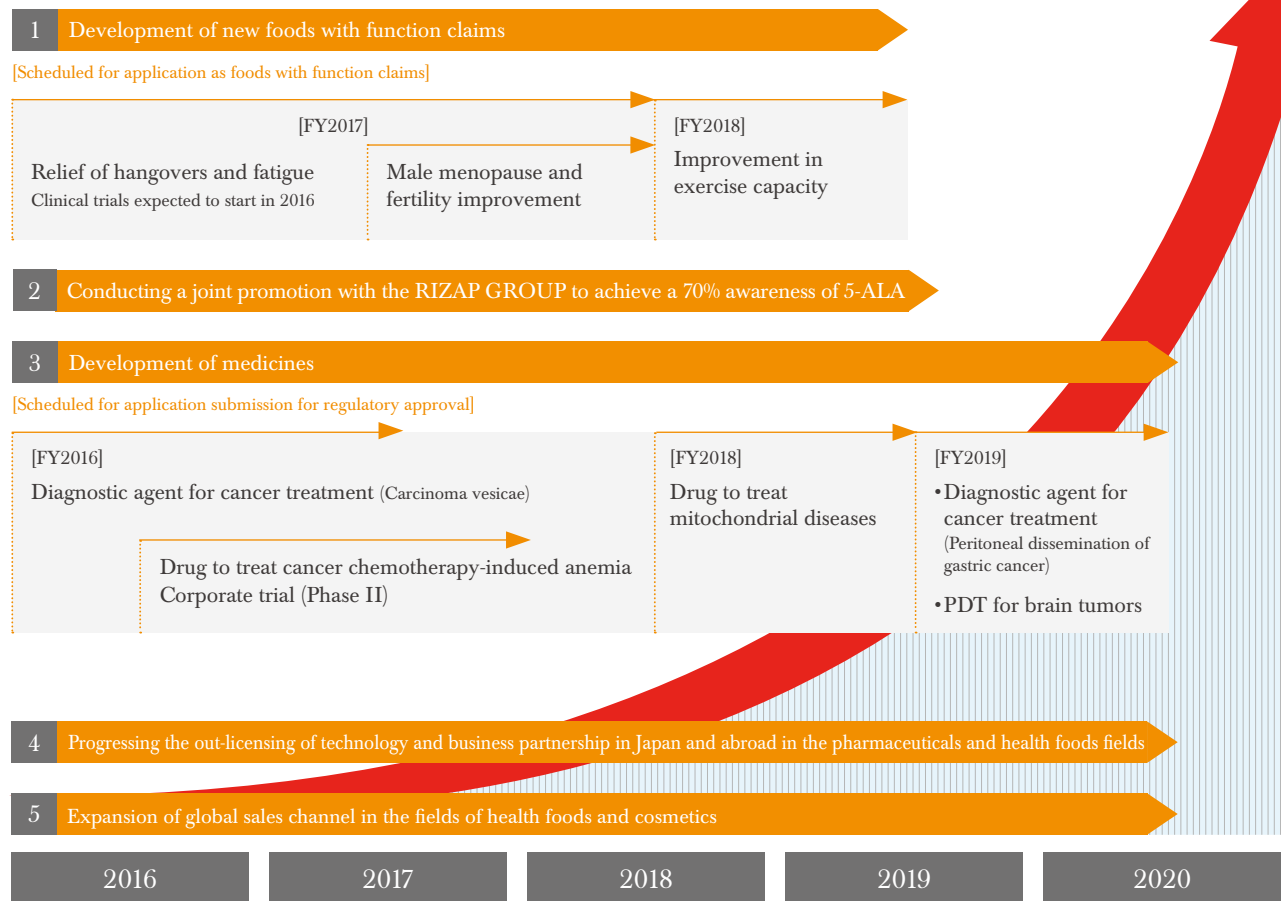 1 Development of new foods with function claims
[Scheduled for application as foods with function claims]
[FY2017]
Relief of hangovers and fatigue
Clinical trials expected to start in 2016
Male menopause and
fertility improvement
[FY2018]
Improvement in
exercise capacity
2 Conducting a joint promotion with the RIZAP GROUP to achieve a 70% awareness of 5-ALA
3 Development of medicines
[Scheduled for application submission for regulatory approval]
[FY2016]
Diagnostic agent for cancer treatment (Carcinoma vesicae)
Drug to treat cancer chemotherapy-induced anemia
Corporate trial (Phase II)
[FY2018]
Drug to treat
mitochondrial diseases
[FY2019]
•Diagnostic agent for
cancer treatment
(Peritoneal dissemination of
gastric cancer)
•PDT for brain tumors
4 Progressing the out-licensing of technology and business partnership in Japan and abroad in the pharmaceuticals and health foods fields
5 Expansion of global sales channel in the fields of health foods and cosmetics
2016 2017 2018 2019 2020